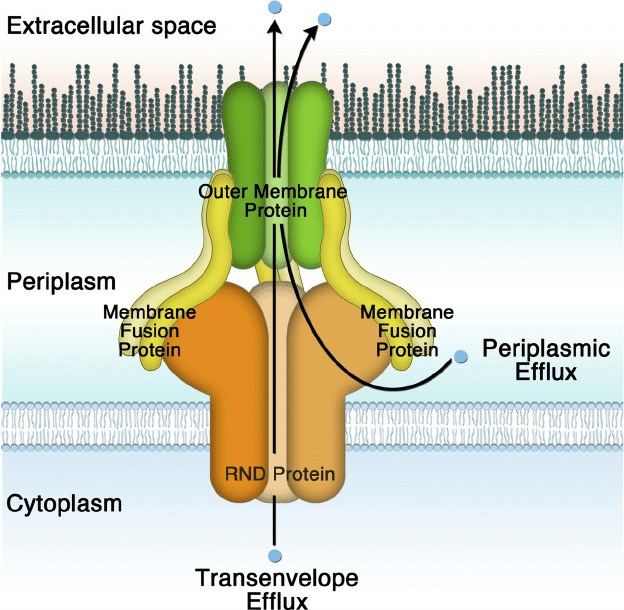 Extracellular space
Outer Membrane
Protein
Periplasm
Membrane
Fusion
Protein
Membrane
Fusion
Protein
Periplasmic
Efflux
RND Protein
Cytoplasm
Transenvelope
Efflux